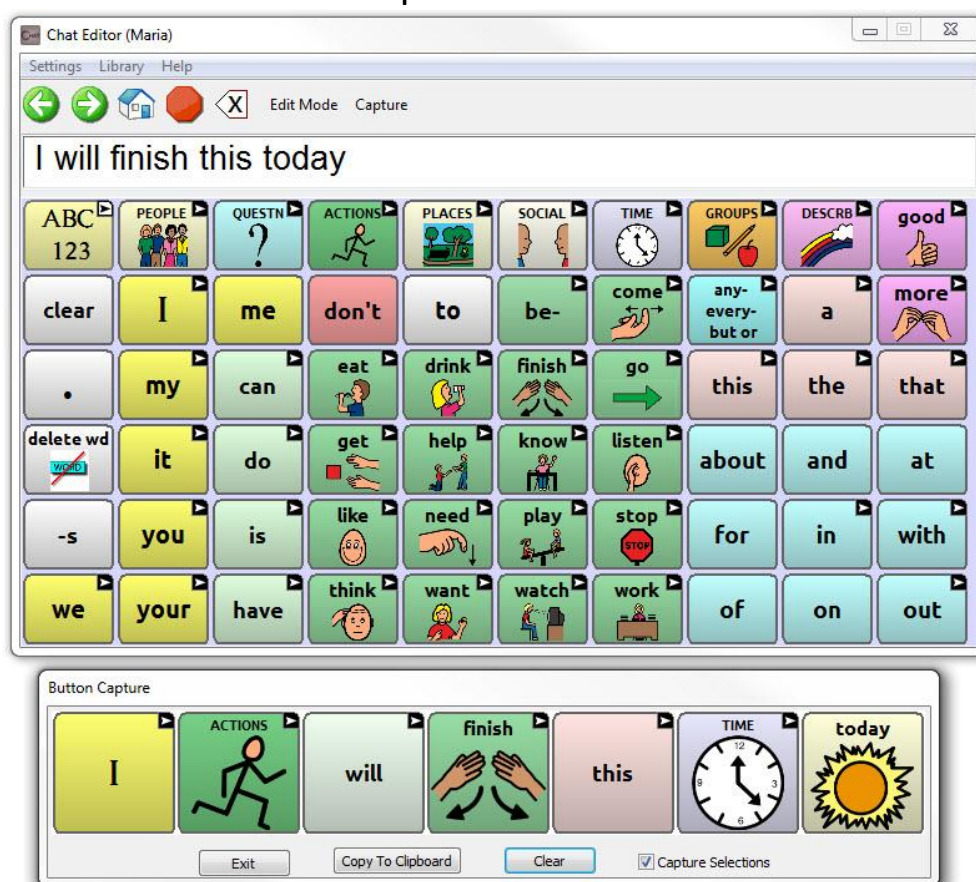 Chat Editor (Maria)
Settings Library Help
X Edit Mode Capture
I will finish this today
ABC 123 PEOPLE QUESTN ? ACTIONS PLACES SOCIAL TIME GROUPS DESCRB good
clear I me don't to be- come any- every- but or a more
. my can eat drink finish go this the that
delete wd WORD it do get help know listen about and at
-s you is like need play stop STOP for in with
we your have think want watch work of on out
Button Capture
I ACTIONS will finish this TIME 12 3 6 9 today
Exit Copy To Clipboard Clear Capture Selections